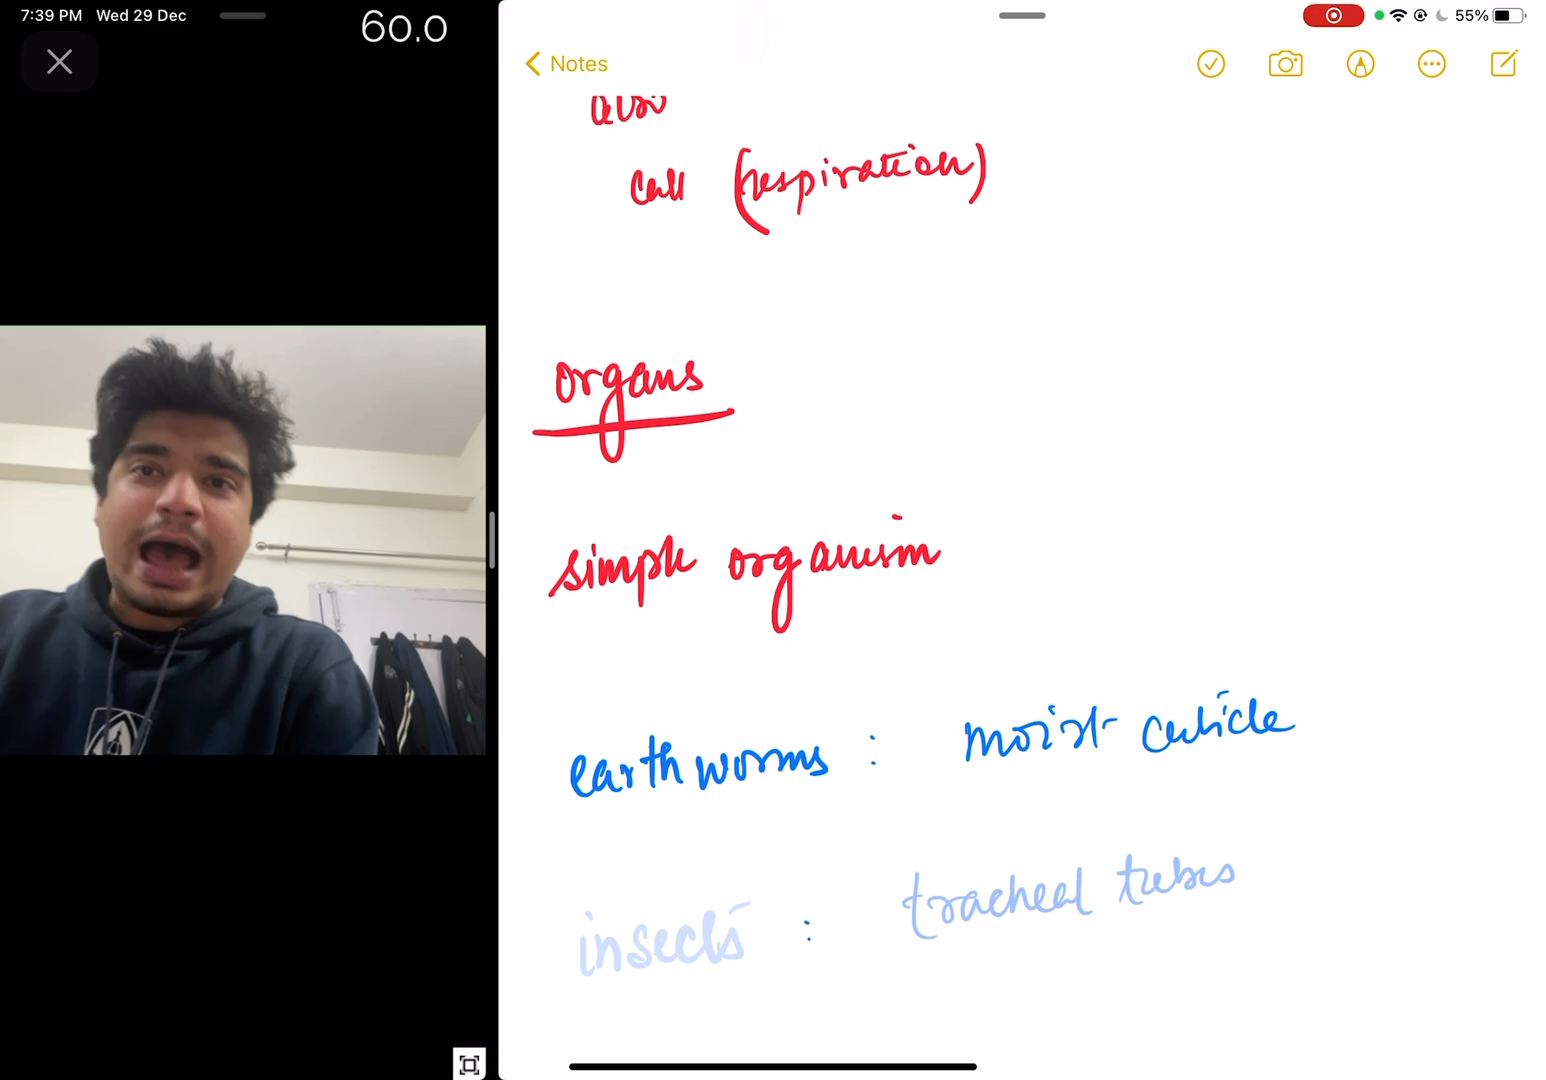 7:39 PM Wed 29 Dec
60.0
55%
Notes
also
call (respiration)
organs
simple organism
earthworms : moist cuticle
insects : tracheal tubes